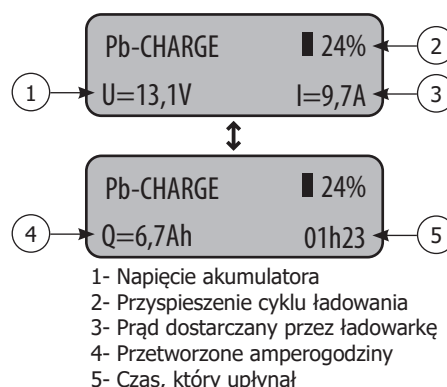 Pb-CHARGE 24%
2
1
U=13,1V I=9,7A
3
Pb-CHARGE 24%
4
Q=6,7Ah 01h23
5
1- Napięcie akumulatora
2- Przyspieszenie cyklu ładowania
3- Prąd dostarczany przez ładowarkę
4- Przetworzone amperogodziny
5- Czas, który upłynął